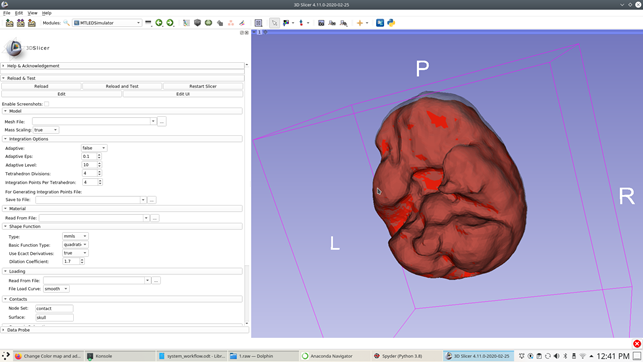 3D Slicer 4.11.0-2020-02-25
File Edit View Help
Modules: MTLEDSimulator
3DSlicer
Help & Acknowledgement
Reload & Test
Reload Reload and Test Restart Slicer
Edit Edit UI
Enable Screenshots:
Model
Mesh File:
Mass Scaling: true
Integration Options
Adaptive: false
Adaptive Eps: 0.1
Adaptive Level: 10
Tetrahedron Divisions: 4
Integration Points Per Tetrahedron: 4
For Generating Integration Points File:
Save to File:
Material
Read From File:
Shape Function
Type: mmls
Basic Function Type: quadrati
Use Exact Derivatives: true
Dilation Coefficient: 1.7
Loading
Read From File:
File Load Curve: smooth
Contacts
Node Set: contact
Surface: skull
Data Probe
1
P
R
L
Change Color map and ad... Konsole system_workflow.odt - Libr... 1.raw — Dolphin Anaconda Navigator Spyder (Python 3.8) 3D Slicer 4.11.0-2020-02-25 12:41 PM